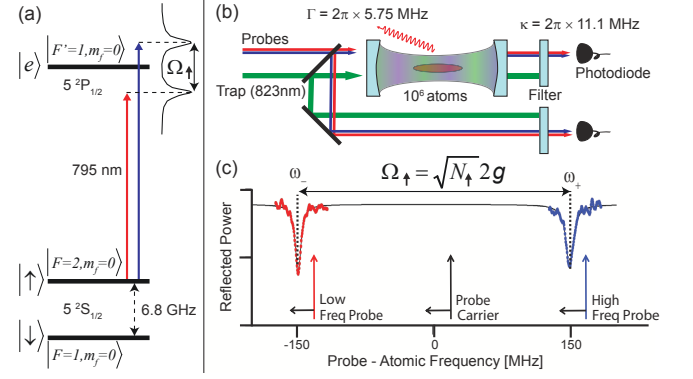 (a)
|F'=1,m_f=0⟩
|e⟩
5 ²P₁/₂
Ω↑
795 nm
|F=2,m_f=0⟩
|↑⟩
5 ²S₁/₂
6.8 GHz
|↓⟩
|F=1,m_f=0⟩
(b)
Γ = 2π × 5.75 MHz
κ = 2π × 11.1 MHz
Probes
Trap (823nm)
10⁶ atoms
Filter
Photodiode
(c)
ω₋
Ω↑ = √N↑ 2g
ω₊
Reflected Power
Low
Freq Probe
Probe
Carrier
High
Freq Probe
-150
0
150
Probe - Atomic Frequency [MHz]